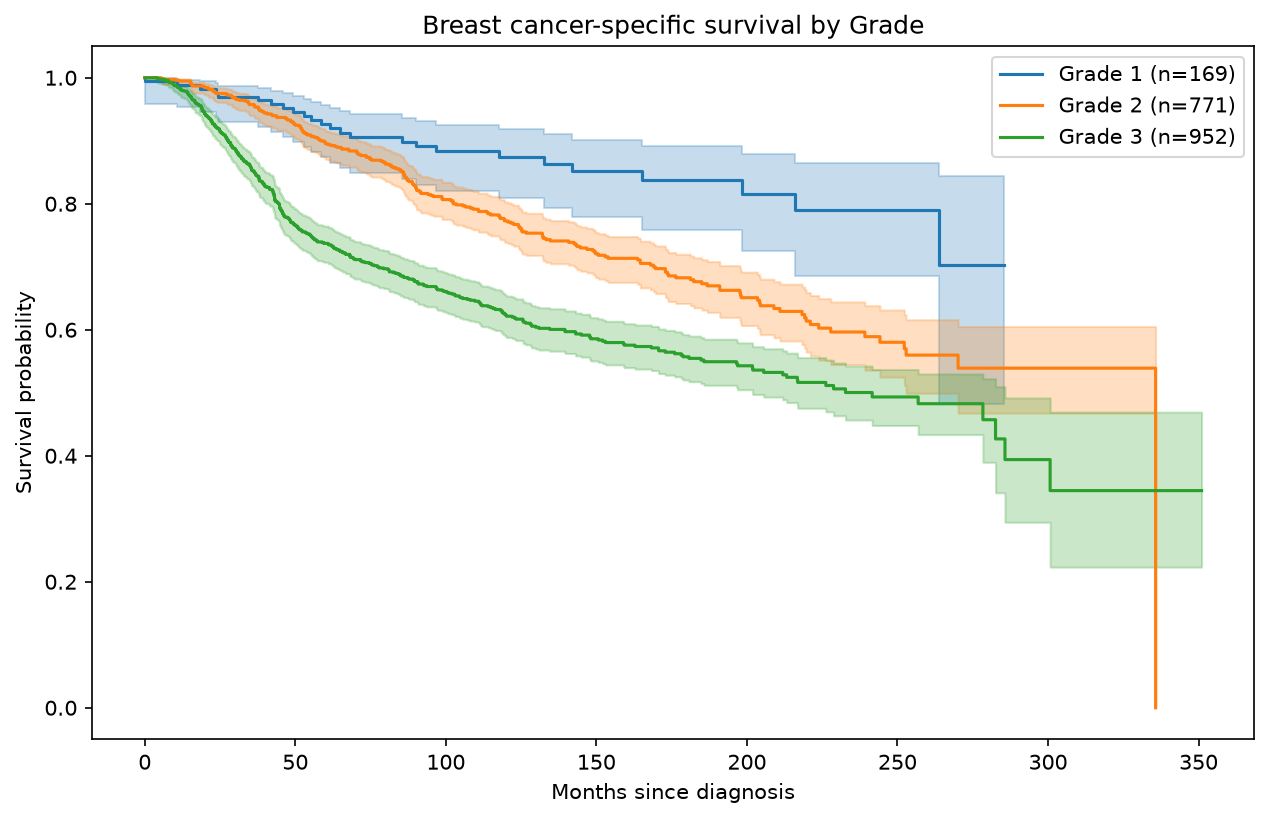 Breast cancer-specific survival by Grade
Grade 1 (n=169)
Grade 2 (n=771)
Grade 3 (n=952)
Survival probability
1.0
0.8
0.6
0.4
0.2
0.0
0 50 100 150 200 250 300 350
Months since diagnosis